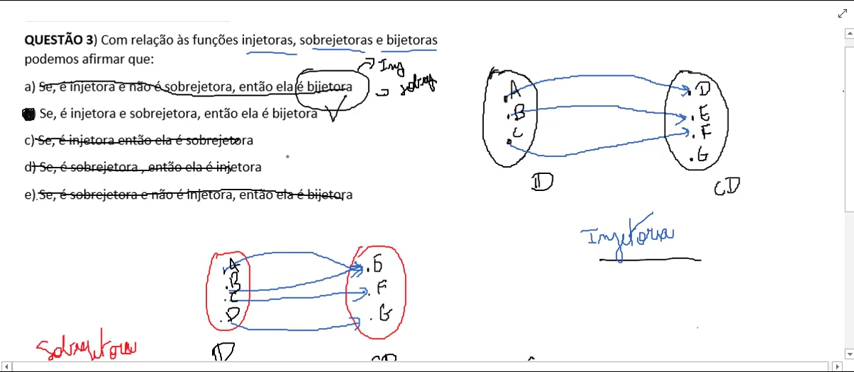 QUESTÃO 3) Com relação às funções injetoras, sobrejetoras e bijetoras
podemos afirmar que:
a) Se, é injetora e não é sobrejetora, então ela é bijetora
Inj
sobrej
Se, é injetora e sobrejetora, então ela é bijetora
c) Se, é injetora então ela é sobrejetora
d) Se, é sobrejetora , então ela é injetora
e) Se, é sobrejetora e não é injetora, então ela é bijetora
.A
.B
.C
D
.D
.E
.F
.G
CD
Injetora
.A
.B
.C
.D
D
.E
.F
.G
CD
Sobrejetora